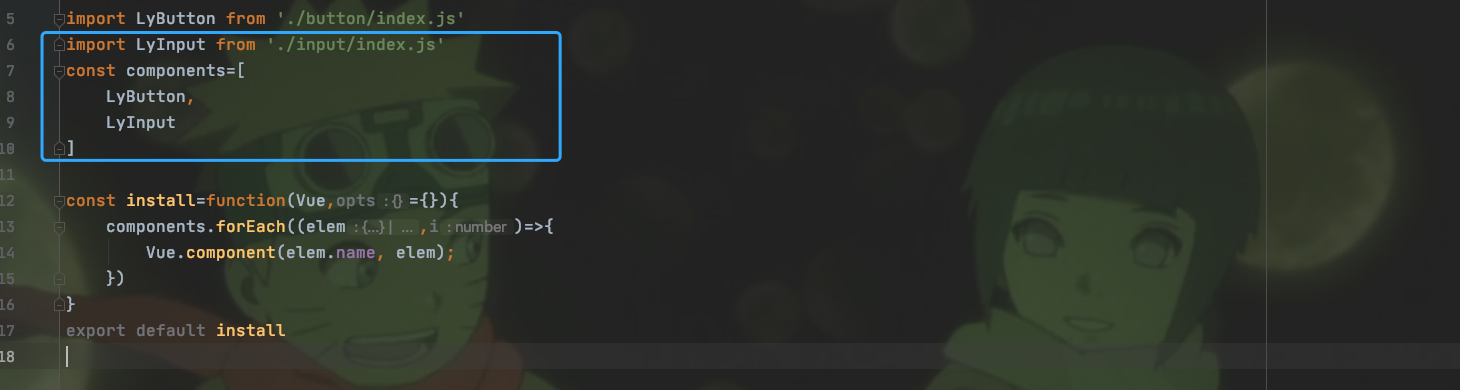 5 import LyButton from './button/index.js'
6 import LyInput from './input/index.js'
7 const components=[
8     LyButton,
9     LyInput
10 ]
11
12 const install=function(Vue,opts : {} ={}){
13     components.forEach((elem : {...} | ... ,i : number )=>{
14         Vue.component(elem.name, elem);
15     })
16 }
17 export default install
18